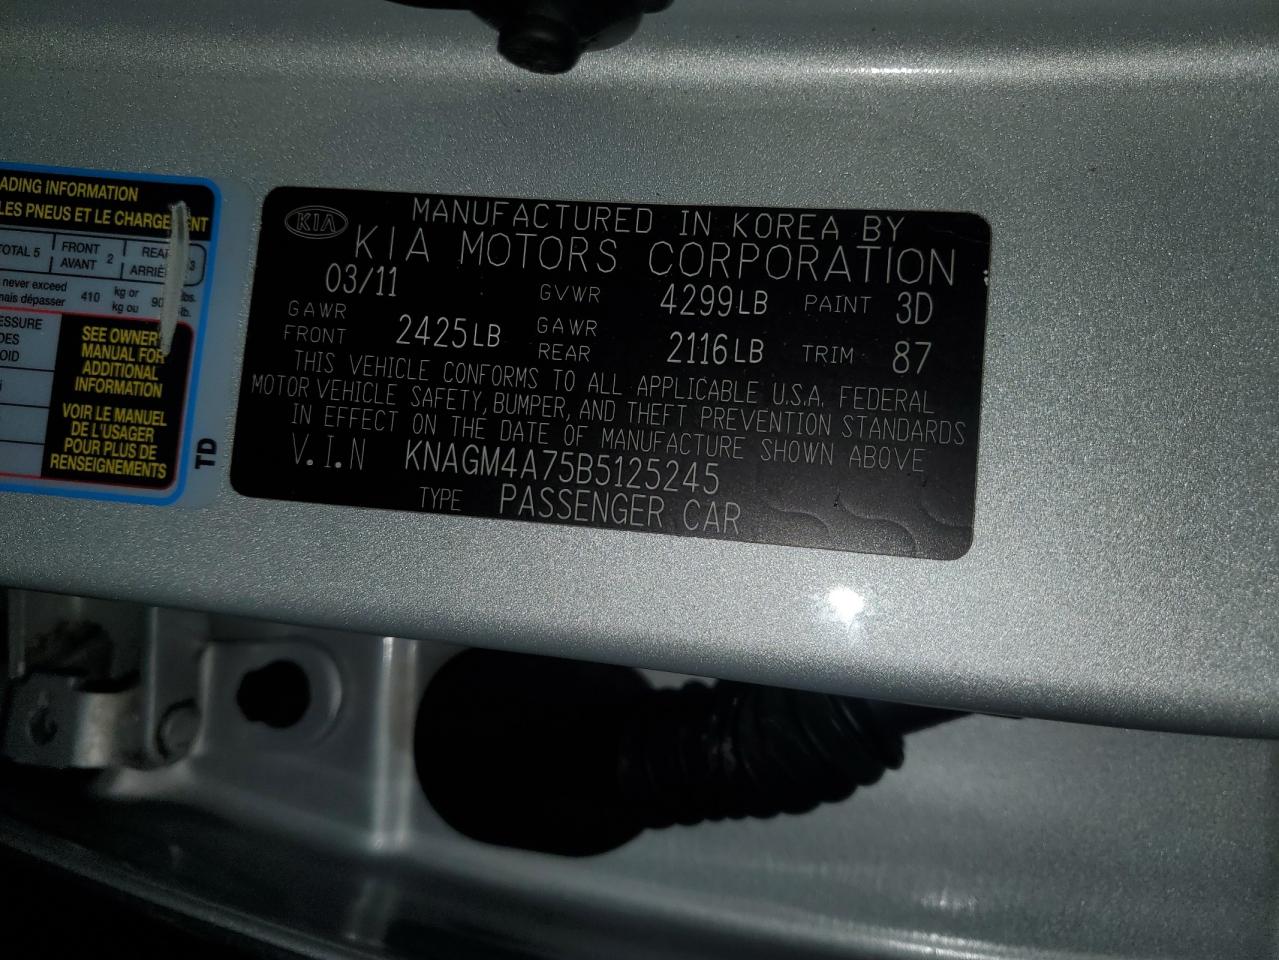 ADING INFORMATION
LES PNEUS ET LE CHARGEMENT
TOTAL 5
FRONT
AVANT
2
REAR
ARRIÈRE
3
never exceed
mais dépasser
410
kg or
kg ou
lbs.
lb.
ESSURE
DES
OID
SEE OWNER'S
MANUAL FOR
ADDITIONAL
INFORMATION
VOIR LE MANUEL
DE L'USAGER
POUR PLUS DE
RENSEIGNEMENTS
TD
KIA
MANUFACTURED IN KOREA BY
KIA MOTORS CORPORATION
03/11 GVWR 4299LB PAINT 3D
GAWR
FRONT 2425LB GAWR
REAR 2116LB TRIM 87
THIS VEHICLE CONFORMS TO ALL APPLICABLE U.S.A. FEDERAL
MOTOR VEHICLE SAFETY, BUMPER, AND THEFT PREVENTION STANDARDS
IN EFFECT ON THE DATE OF MANUFACTURE SHOWN ABOVE
V.I.N KNAGM4A75B5125245
TYPE PASSENGER CAR